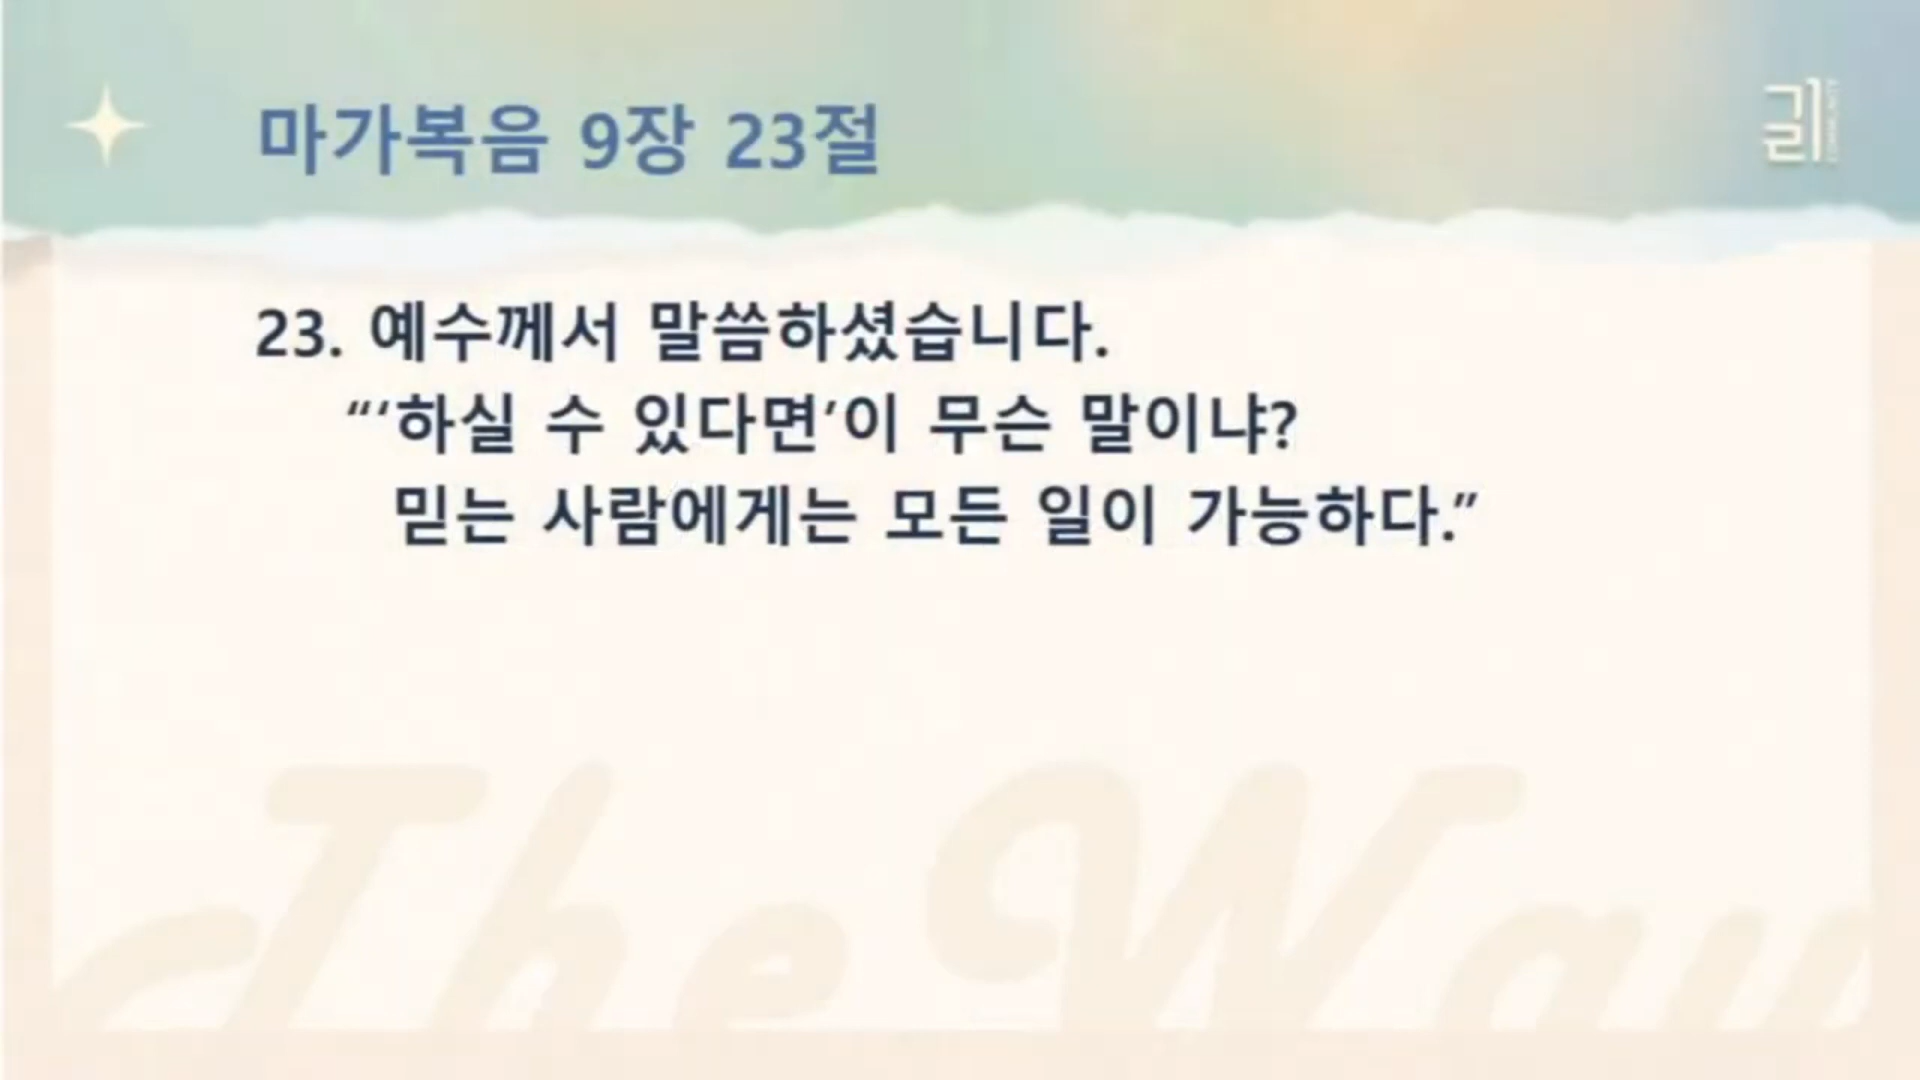 마가복음 9장 23절
23. 예수께서 말씀하셨습니다.
“‘하실 수 있다면’이 무슨 말이냐?
믿는 사람에게는 모든 일이 가능하다.”
The Way